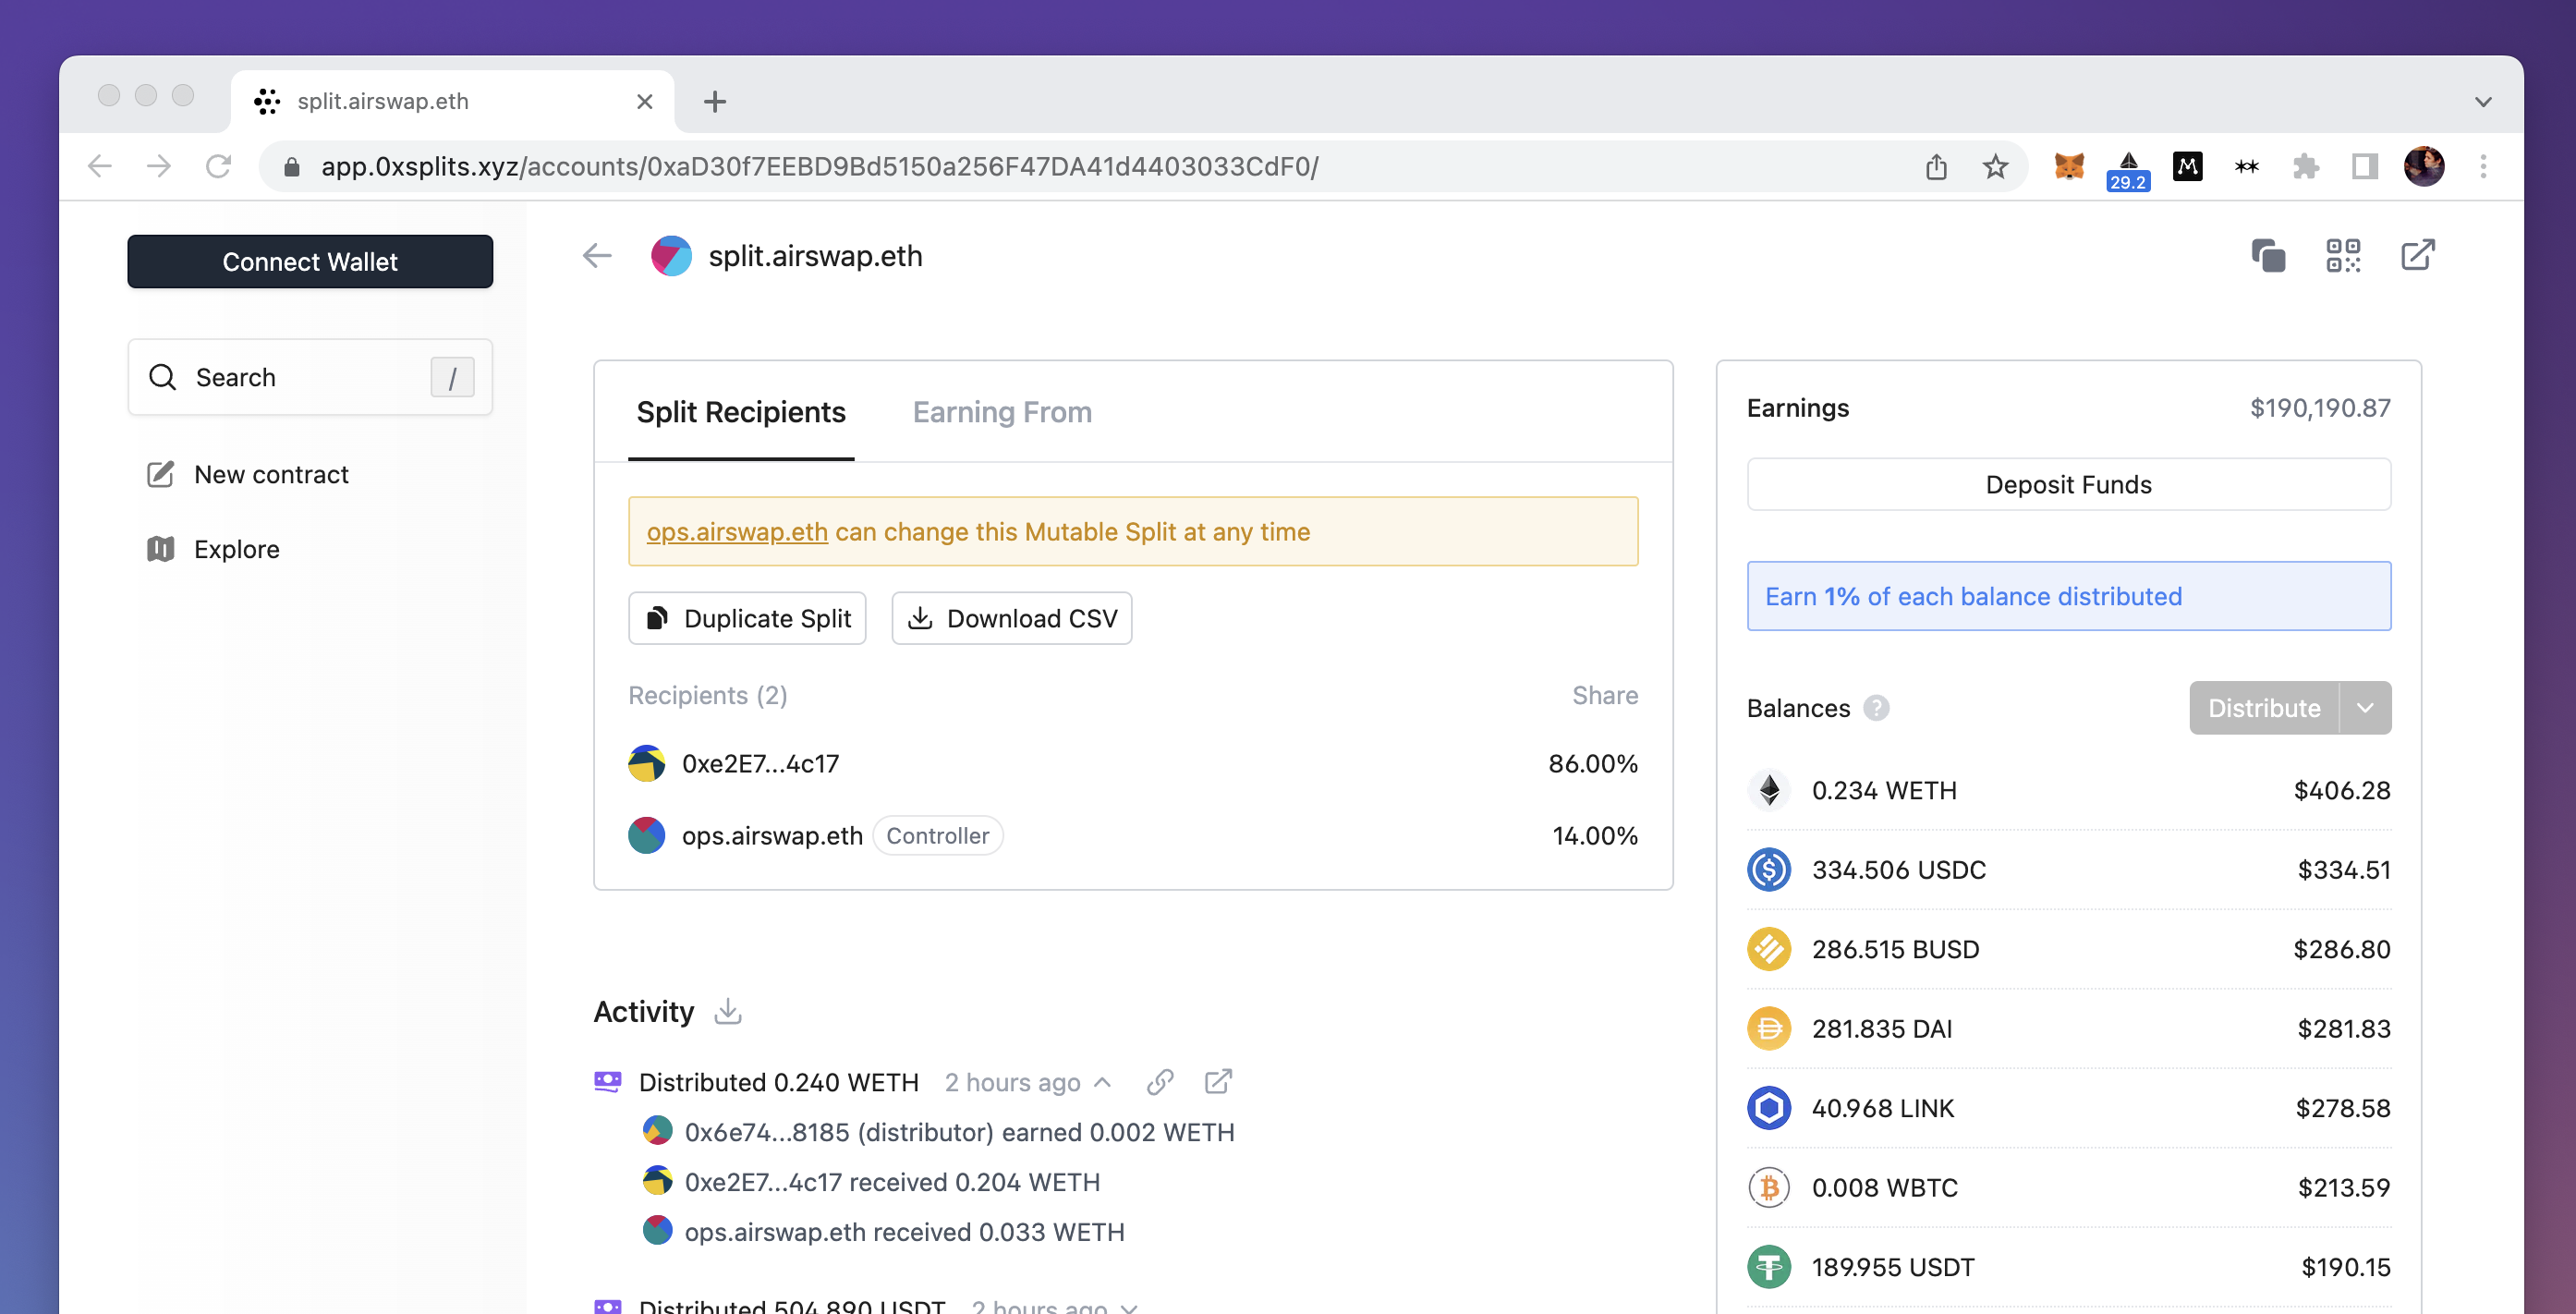 split.airswap.eth
app.0xsplits.xyz/accounts/0xaD30f7EEBD9Bd5150a256F47DA41d4403033CdF0/
29.2
Connect Wallet
split.airswap.eth
Search /
New contract
Explore
Split Recipients Earning From
ops.airswap.eth can change this Mutable Split at any time
Duplicate Split Download CSV
Recipients (2) Share
0xe2E7...4c17 86.00%
ops.airswap.eth Controller 14.00%
Activity
Distributed 0.240 WETH 2 hours ago
0x6e74...8185 (distributor) earned 0.002 WETH
0xe2E7...4c17 received 0.204 WETH
ops.airswap.eth received 0.033 WETH
Distributed 504.890 USDT 2 hours ago
Earnings $190,190.87
Deposit Funds
Earn 1% of each balance distributed
Balances ? Distribute
0.234 WETH $406.28
334.506 USDC $334.51
286.515 BUSD $286.80
281.835 DAI $281.83
40.968 LINK $278.58
0.008 WBTC $213.59
189.955 USDT $190.15